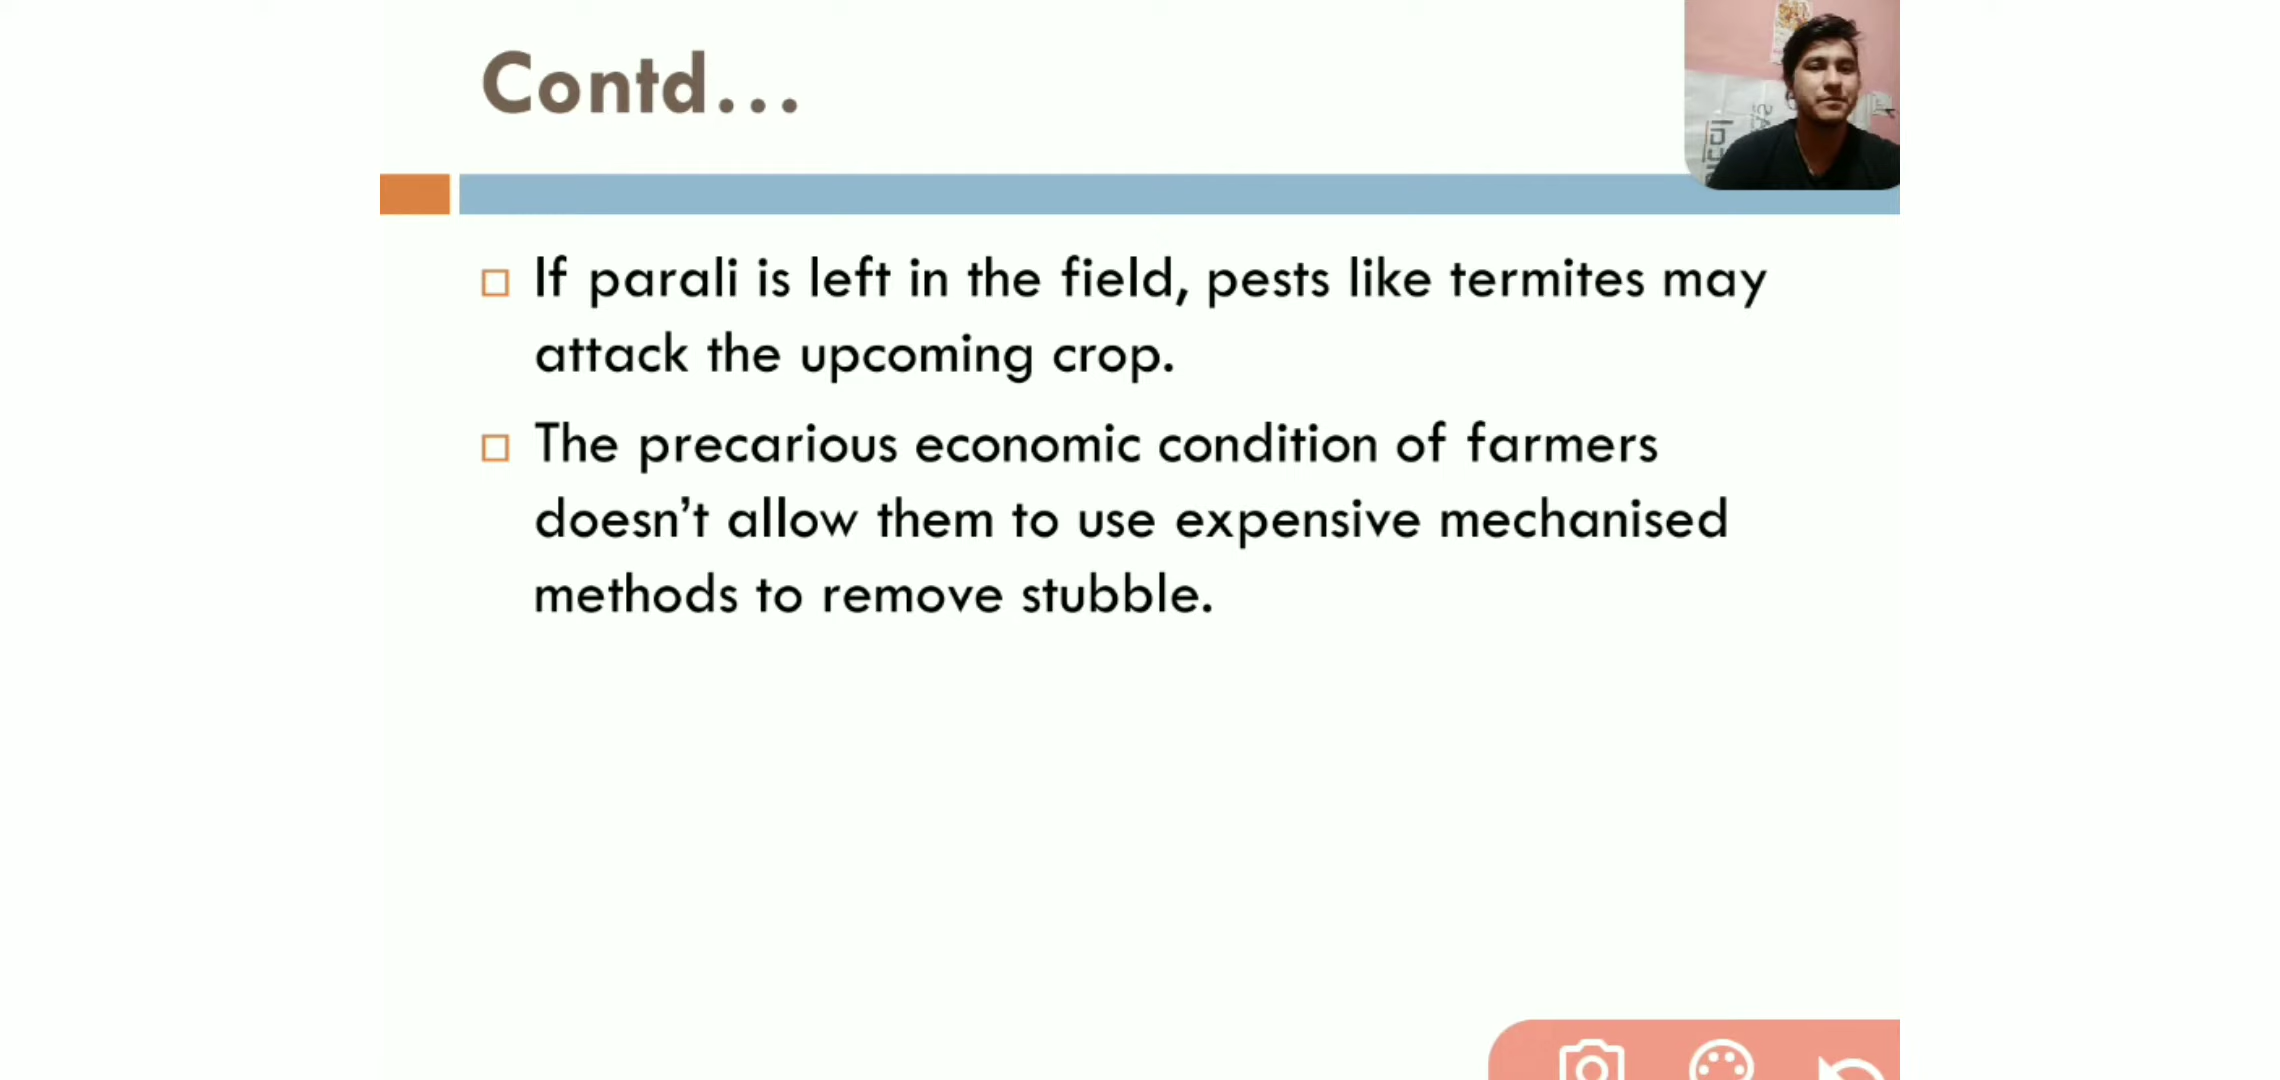 Contd...
If parali is left in the field, pests like termites may
attack the upcoming crop.
The precarious economic condition of farmers
doesn’t allow them to use expensive mechanised
methods to remove stubble.